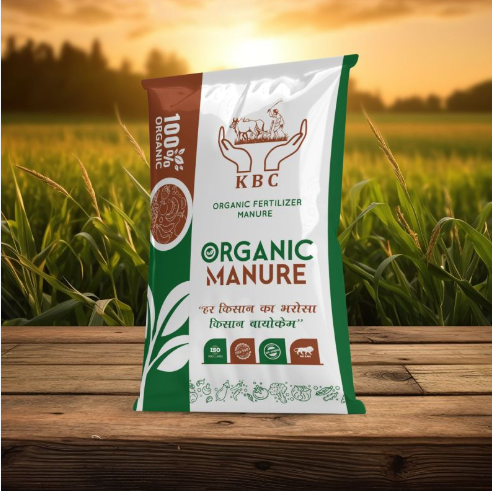 100%
ORGANIC
KBC
ORGANIC FERTILIZER
MANURE
ORGANIC
MANURE
"हर किसान का भरोसा
किसान बायोकेम"
ISO